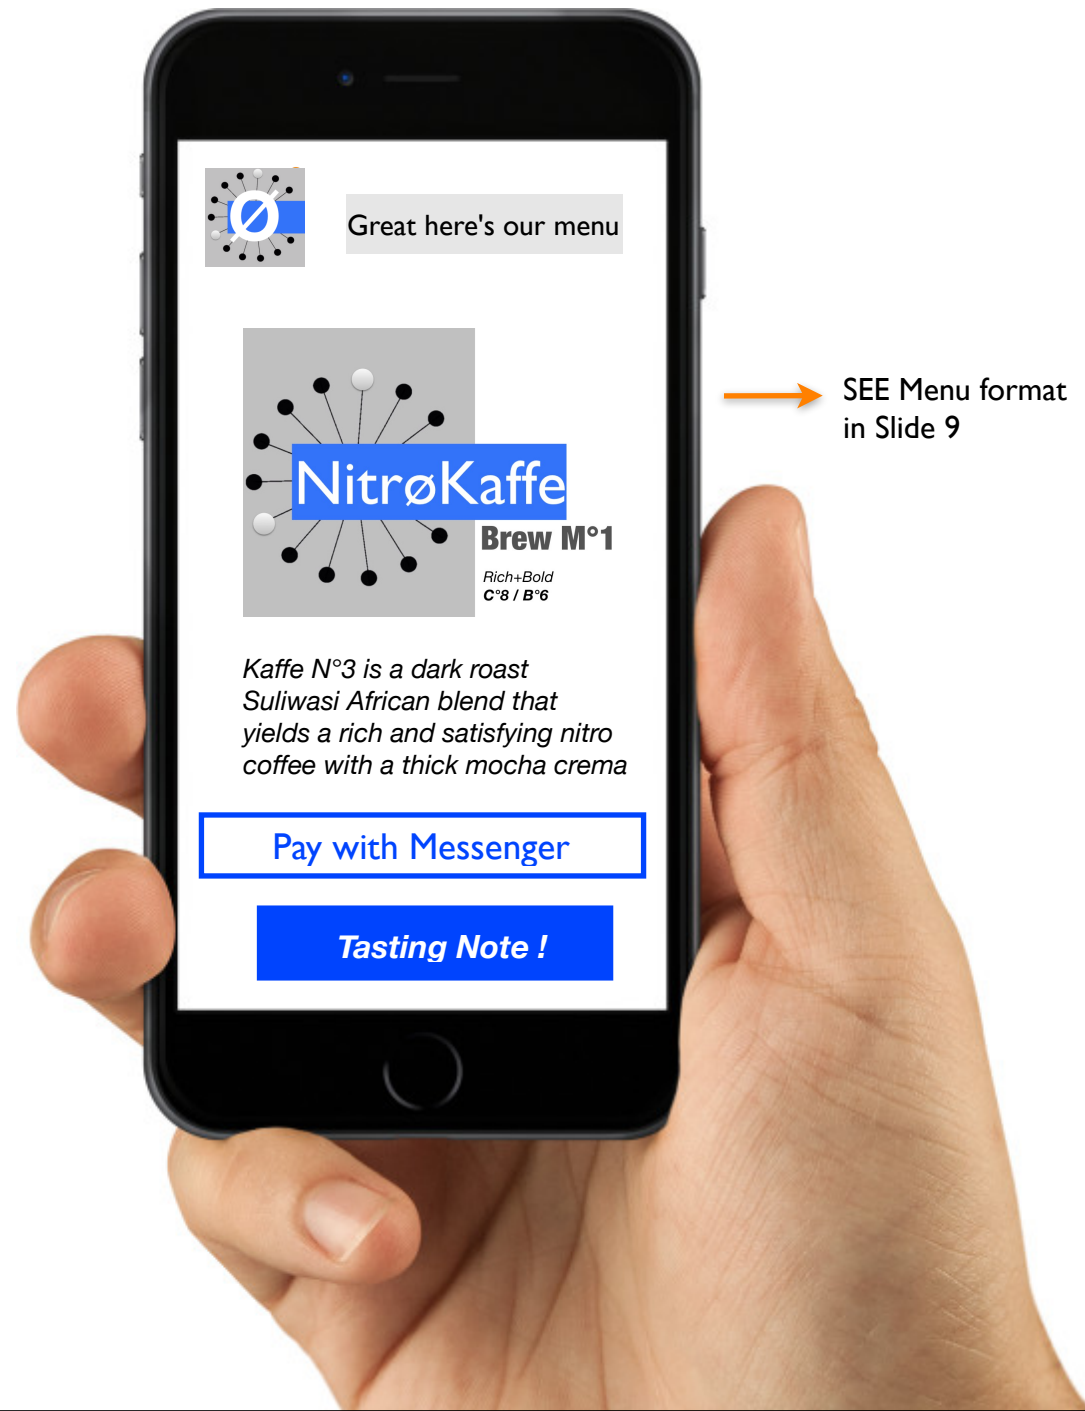 Ø
Great here's our menu
NitrøKaffe
Brew M°1
Rich+Bold
C°8 / B°6
Kaffe N°3 is a dark roast
Suliwasi African blend that
yields a rich and satisfying nitro
coffee with a thick mocha crema
Pay with Messenger
Tasting Note !
SEE Menu format
in Slide 9